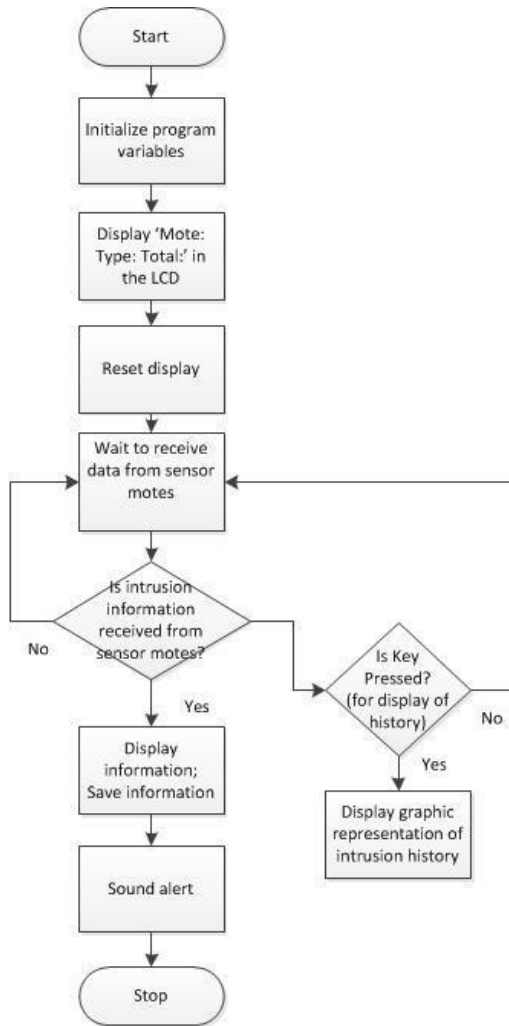 Start
Initialize program
variables
Display ‘Mote:
Type: Total:’ in
the LCD
Reset display
Wait to receive
data from sensor
motes
Is intrusion
information
received from
sensor motes?
No
Yes
Is Key
Pressed?
(for display of
history)
No
Yes
Display
information;
Save information
Display graphic
representation of
intrusion history
Sound alert
Stop